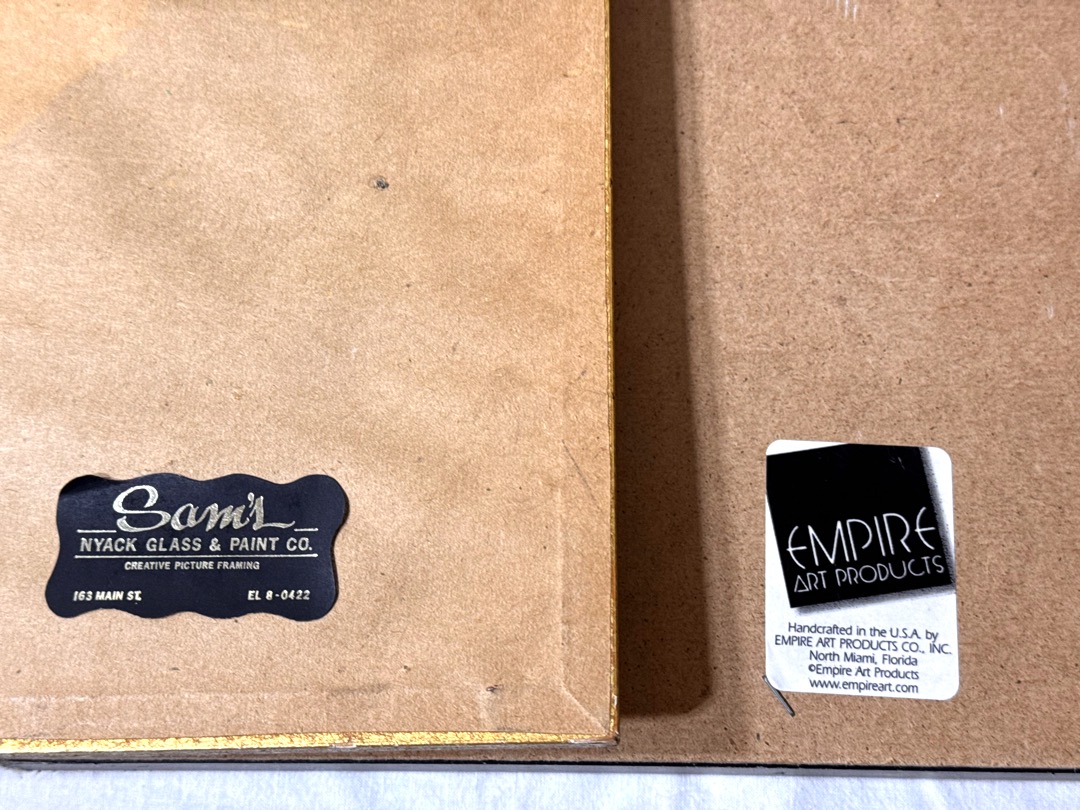 Sam's
NYACK GLASS & PAINT CO.
CREATIVE PICTURE FRAMING
163 MAIN ST. EL 8-0422
EMPIRE
ART PRODUCTS
Handcrafted in the U.S.A. by
EMPIRE ART PRODUCTS CO., INC.
North Miami, Florida
©Empire Art Products
www.empireart.com